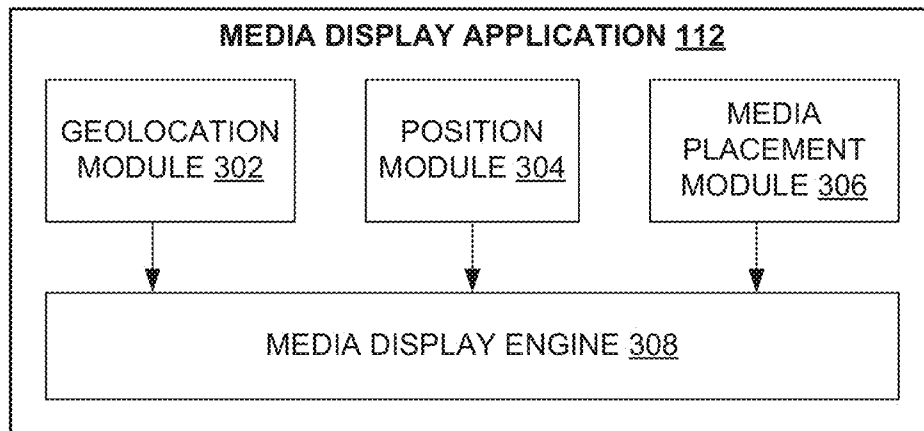 MEDIA DISPLAY APPLICATION 112
GEOLOCATION
MODULE 302
POSITION
MODULE 304
MEDIA
PLACEMENT
MODULE 306
MEDIA DISPLAY ENGINE 308